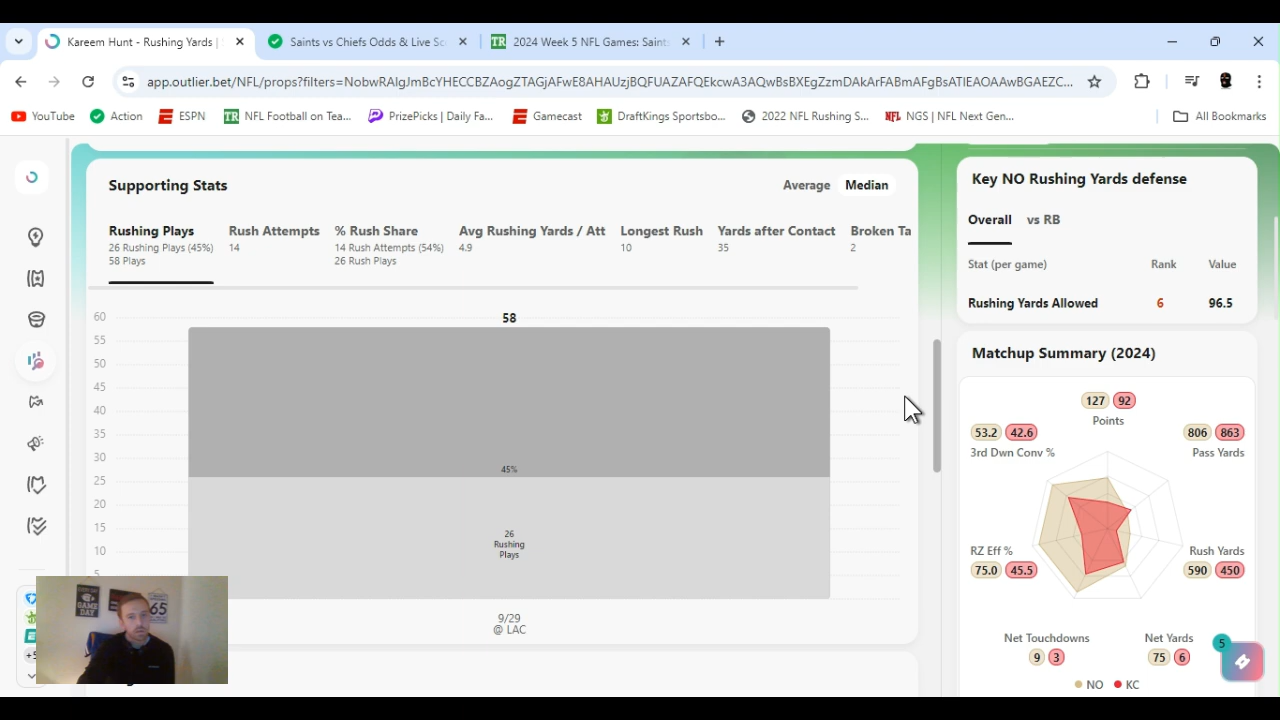 Kareem Hunt - Rushing Yards |
Saints vs Chiefs Odds & Live Sc
TR 2024 Week 5 NFL Games: Saint
app.outlier.bet/NFL/props?filters=NobwRAlgJmBcYHECCBZAogZTAGjAFwE8AHAUzjBQFUAZAFQEkcwA3AQwBsBXEgZzmDAkArFABmAFgBsATIEAOAAwBGAEZC...
YouTube Action ESPN TR NFL Football on Tea... PrizePicks | Daily Fa... Gamecast DraftKings Sportsbo... 2022 NFL Rushing S... NFL NGS | NFL Next Gen... All Bookmarks
Supporting Stats
Average Median
Rushing Plays Rush Attempts % Rush Share Avg Rushing Yards / Att Longest Rush Yards after Contact Broken Ta
26 Rushing Plays (45%) 14 14 Rush Attempts (54%) 4.9 10 35 2
58 Plays 26 Rush Plays
60
58
55
50
45
40
35
30
45%
25
20
15
26
Rushing
Plays
10
5
9/29
@ LAC
GAME
DAY
65
+5
Key NO Rushing Yards defense
Overall vs RB
Stat (per game) Rank Value
Rushing Yards Allowed 6 96.5
Matchup Summary (2024)
127 92
Points
53.2 42.6
3rd Dwn Conv %
806 863
Pass Yards
RZ Eff %
75.0 45.5
Rush Yards
590 450
Net Touchdowns
9 3
Net Yards
75 6
5
NO KC